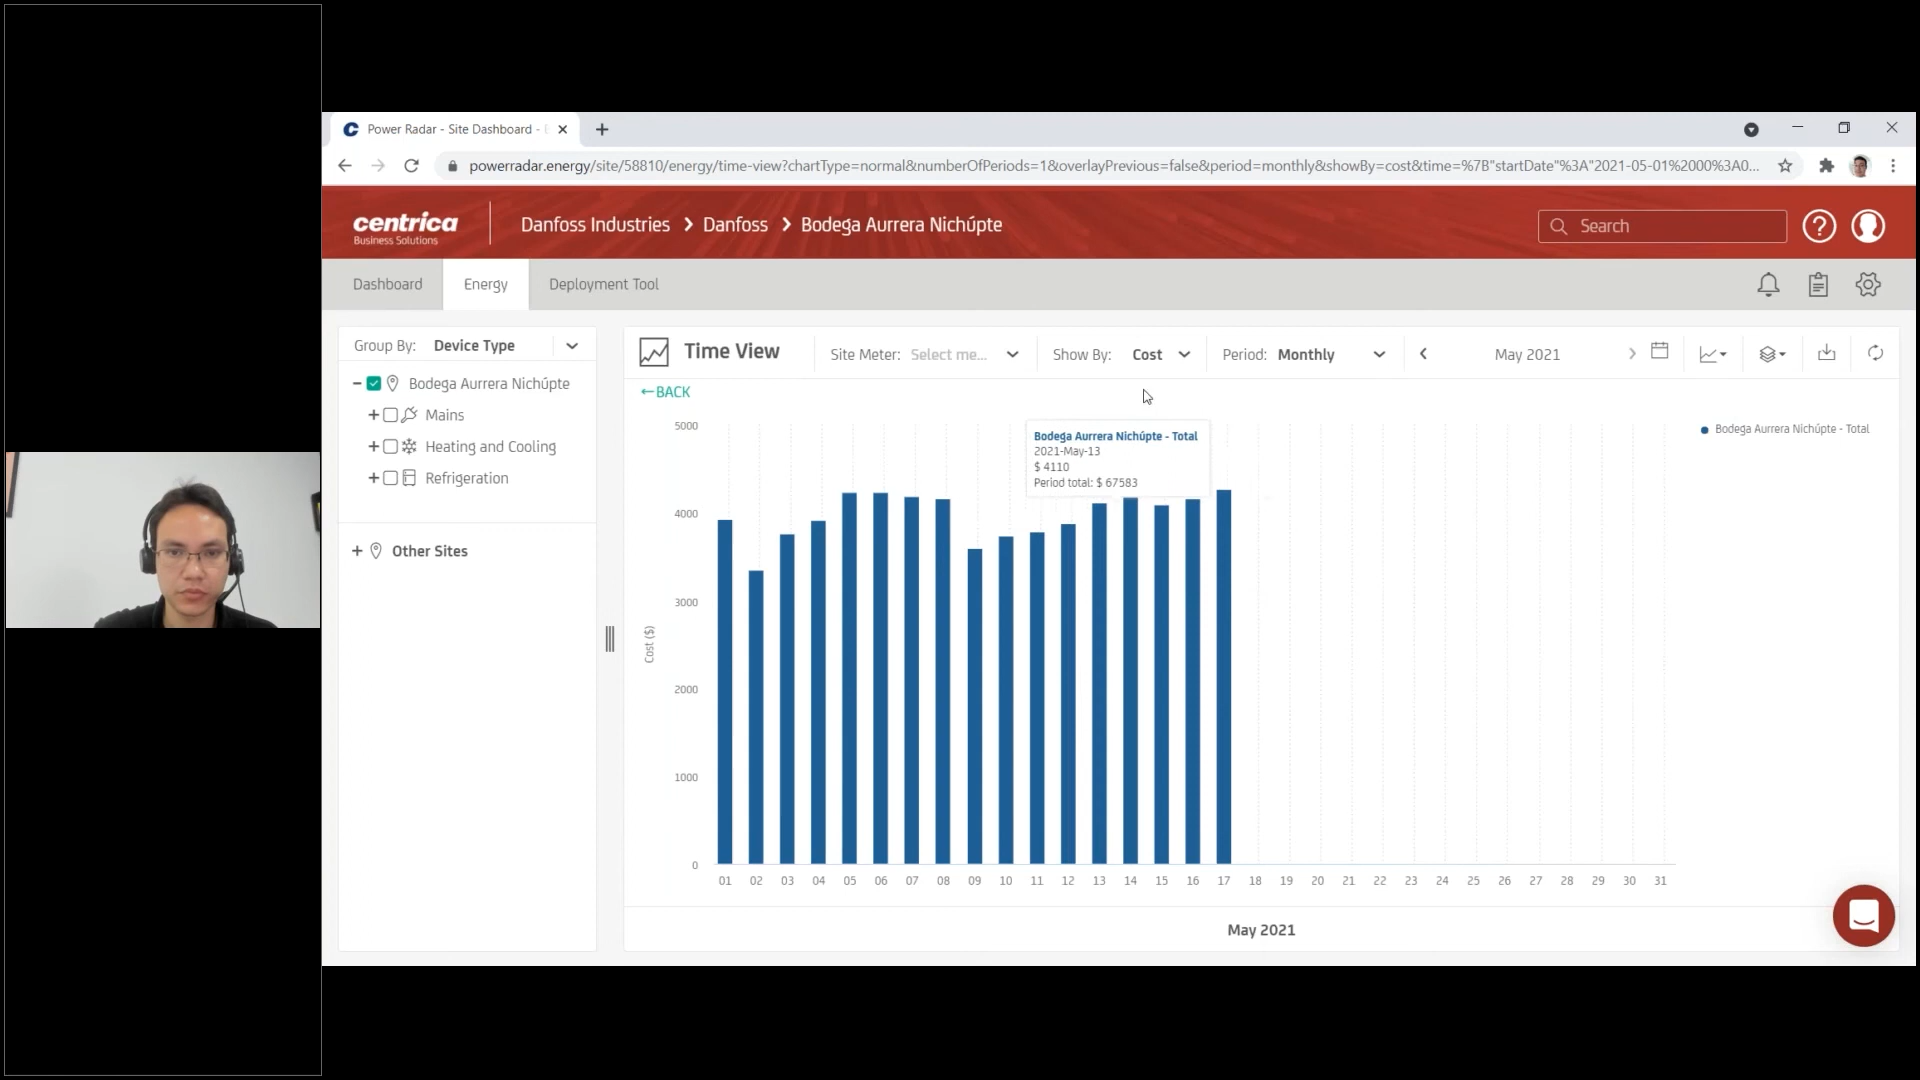 Power Radar - Site Dashboard -
powerradar.energy/site/58810/energy/time-view?chartType=normal&numberOfPeriods=1&overlayPrevious=false&period=monthly&showBy=cost&time=%7B"startDate"%3A"2021-05-01%2000%3A0...
centrica
Business Solutions
Danfoss Industries > Danfoss > Bodega Aurrera Nichúpte
Search
Dashboard Energy Deployment Tool
Group By: Device Type
Bodega Aurrera Nichúpte
Mains
Heating and Cooling
Refrigeration
Other Sites
Time View
Site Meter: Select me...
Show By: Cost
Period: Monthly
May 2021
←BACK
Bodega Aurrera Nichúpte - Total
2021-May-13
$ 4110
Period total: $ 67583
Bodega Aurrera Nichúpte - Total
5000
4000
3000
2000
1000
0
Cost ($)
01 02 03 04 05 06 07 08 09 10 11 12 13 14 15 16 17 18 19 20 21 22 23 24 25 26 27 28 29 30 31
May 2021